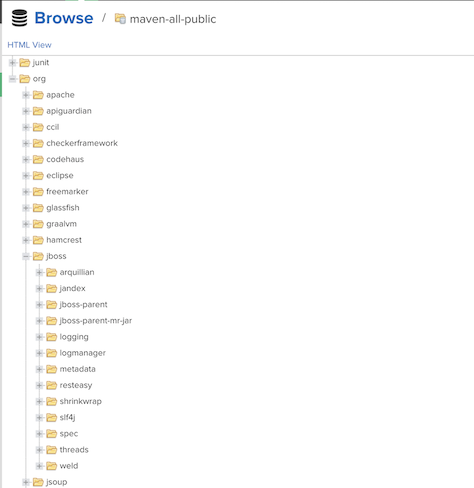 Browse / maven-all-public
HTML View
junit
org
apache
apiguardian
ccil
checkerframework
codehaus
eclipse
freemarker
glassfish
graalvm
hamcrest
jboss
arquillian
jandex
jboss-parent
jboss-parent-mr-jar
logging
logmanager
metadata
resteasy
shrinkwrap
slf4j
spec
threads
weld
jsoup